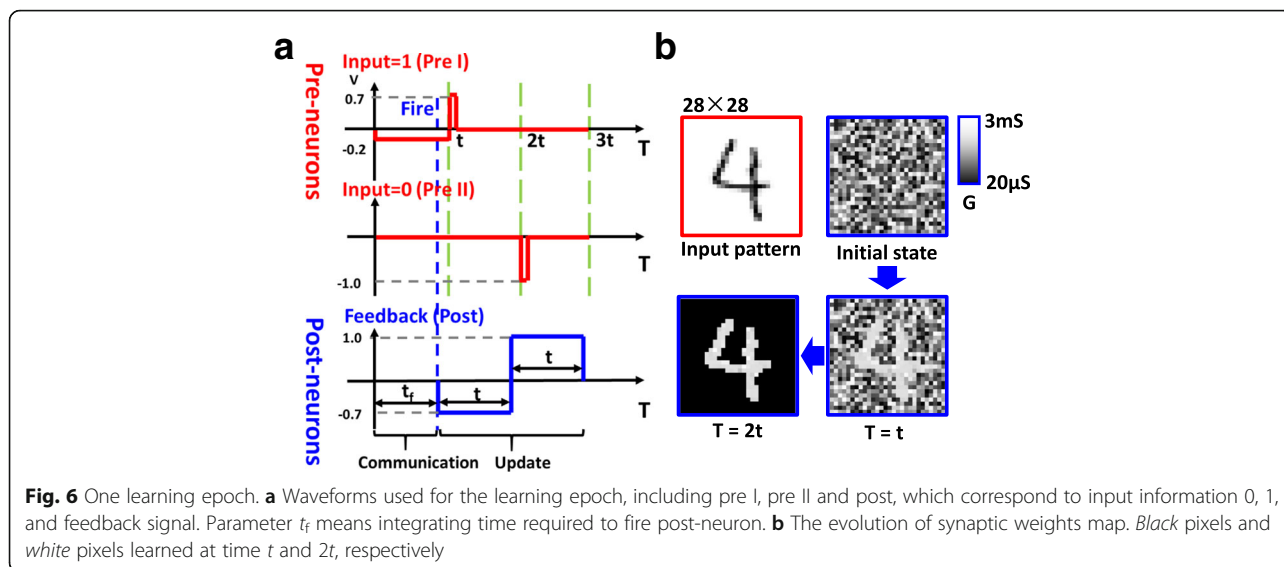 a
Pre-neurons
Input=1 (Pre I)
V
0.7
Fire
-0.2
t
2t
3t
T
Input=0 (Pre II)
-1.0
T
Post-neurons
Feedback (Post)
1.0
t
t_f
t
-0.7
T
Communication
Update
b
28×28
Input pattern
Initial state
3mS
20μS
G
T = 2t
T = t
Fig. 6 One learning epoch. a Waveforms used for the learning epoch, including pre I, pre II and post, which correspond to input information 0, 1,
and feedback signal. Parameter t_f means integrating time required to fire post-neuron. b The evolution of synaptic weights map. Black pixels and
white pixels learned at time t and 2t, respectively